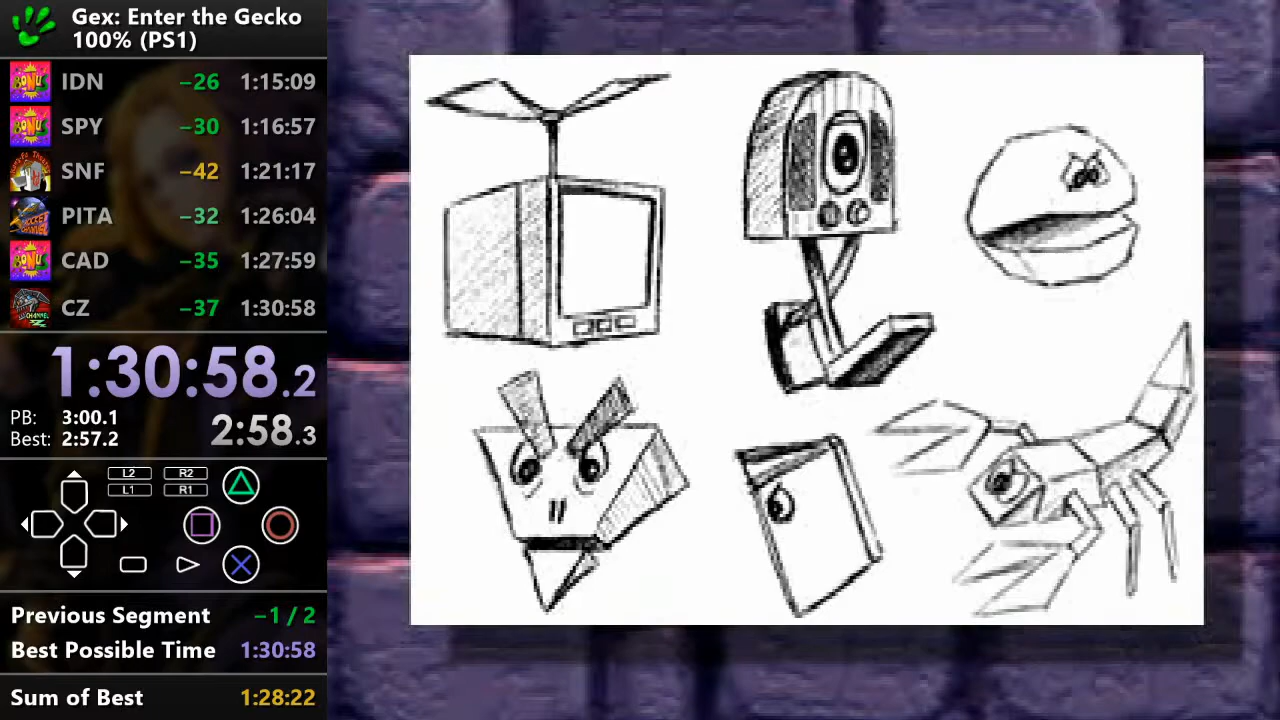 Gex: Enter the Gecko
100% (PS1)
IDN −26 1:15:09
SPY −30 1:16:57
SNF −42 1:21:17
PITA −32 1:26:04
CAD −35 1:27:59
CZ −37 1:30:58
1:30:58.2
PB: 3:00.1
Best: 2:57.2
2:58.3
L2 R2
L1 R1
Previous Segment −1 / 2
Best Possible Time 1:30:58
Sum of Best 1:28:22